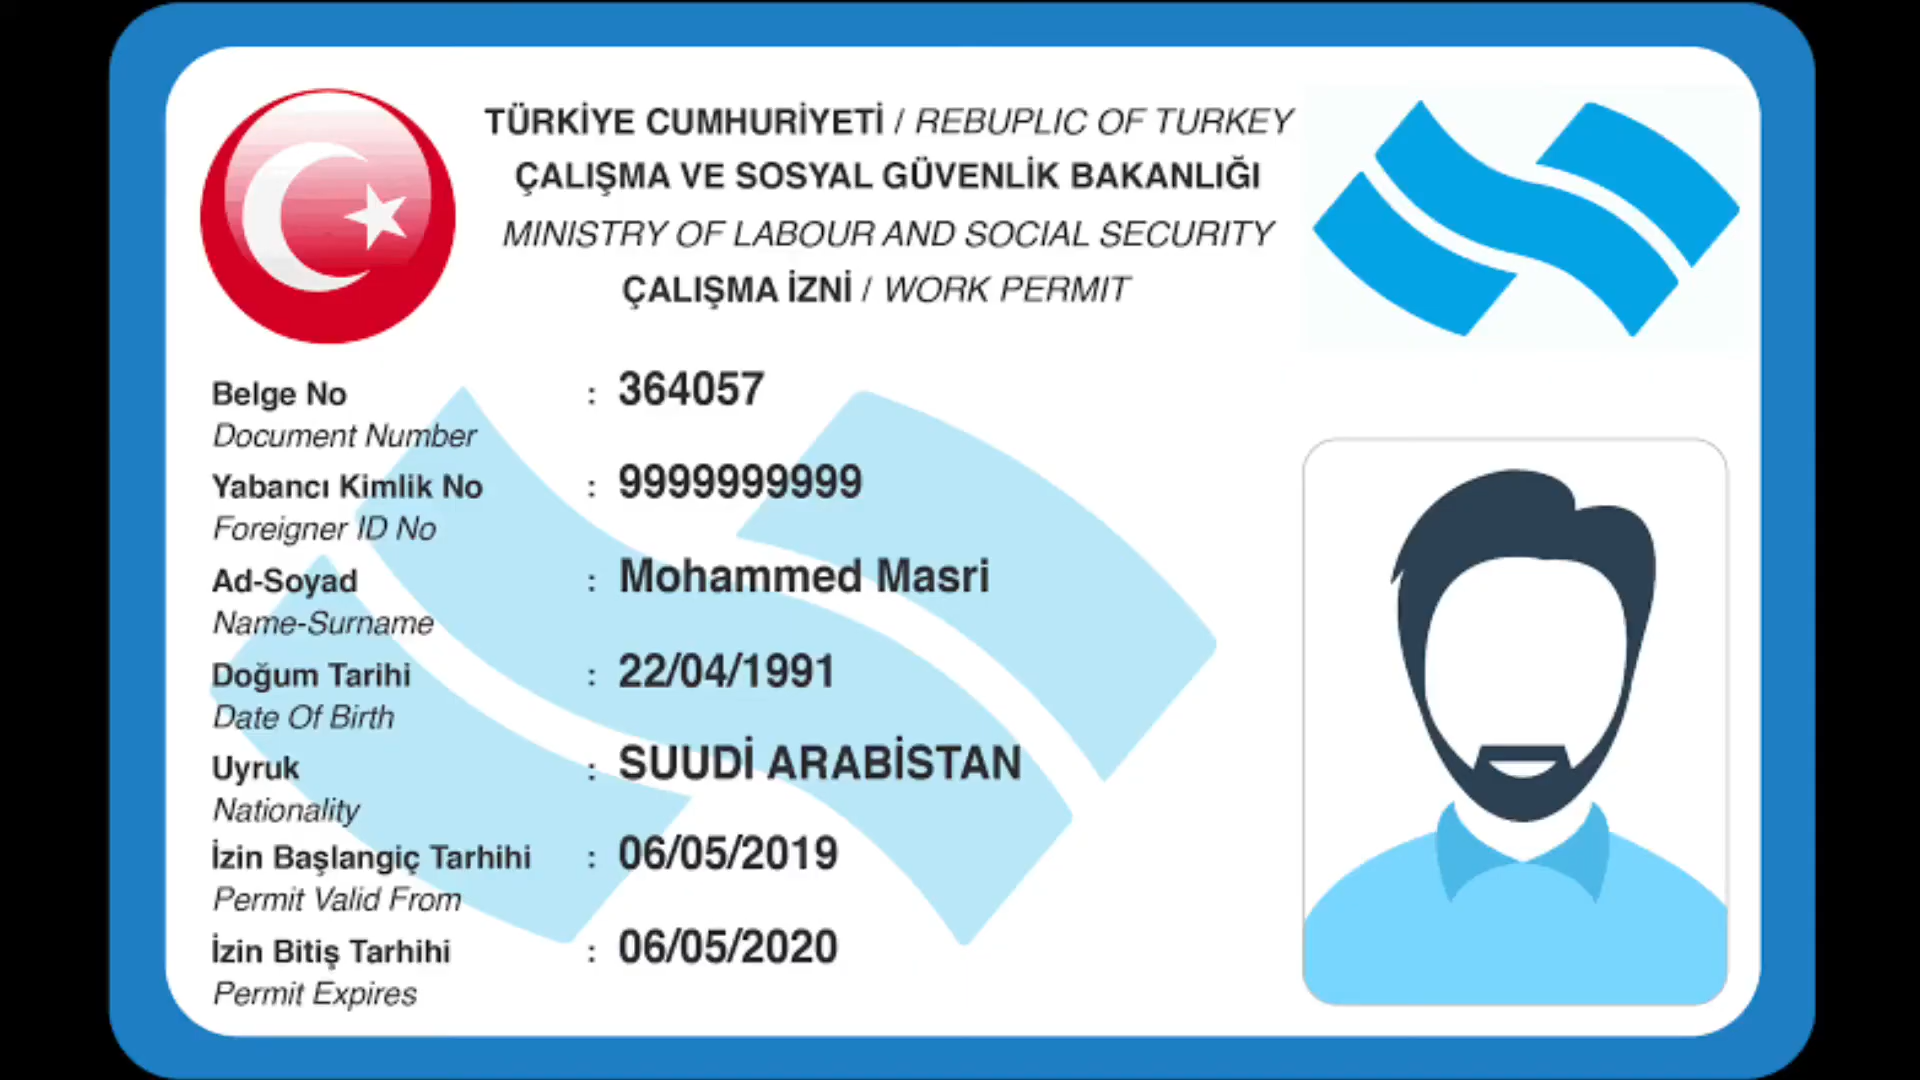 TÜRKİYE CUMHURİYETİ / REBUPLIC OF TURKEY
ÇALIŞMA VE SOSYAL GÜVENLİK BAKANLIĞI
MINISTRY OF LABOUR AND SOCIAL SECURITY
ÇALIŞMA İZNİ / WORK PERMIT
Belge No : 364057
Document Number
Yabancı Kimlik No : 9999999999
Foreigner ID No
Ad-Soyad : Mohammed Masri
Name-Surname
Doğum Tarihi : 22/04/1991
Date Of Birth
Uyruk : SUUDİ ARABİSTAN
Nationality
İzin Başlangiç Tarhihi : 06/05/2019
Permit Valid From
İzin Bitiş Tarhihi : 06/05/2020
Permit Expires